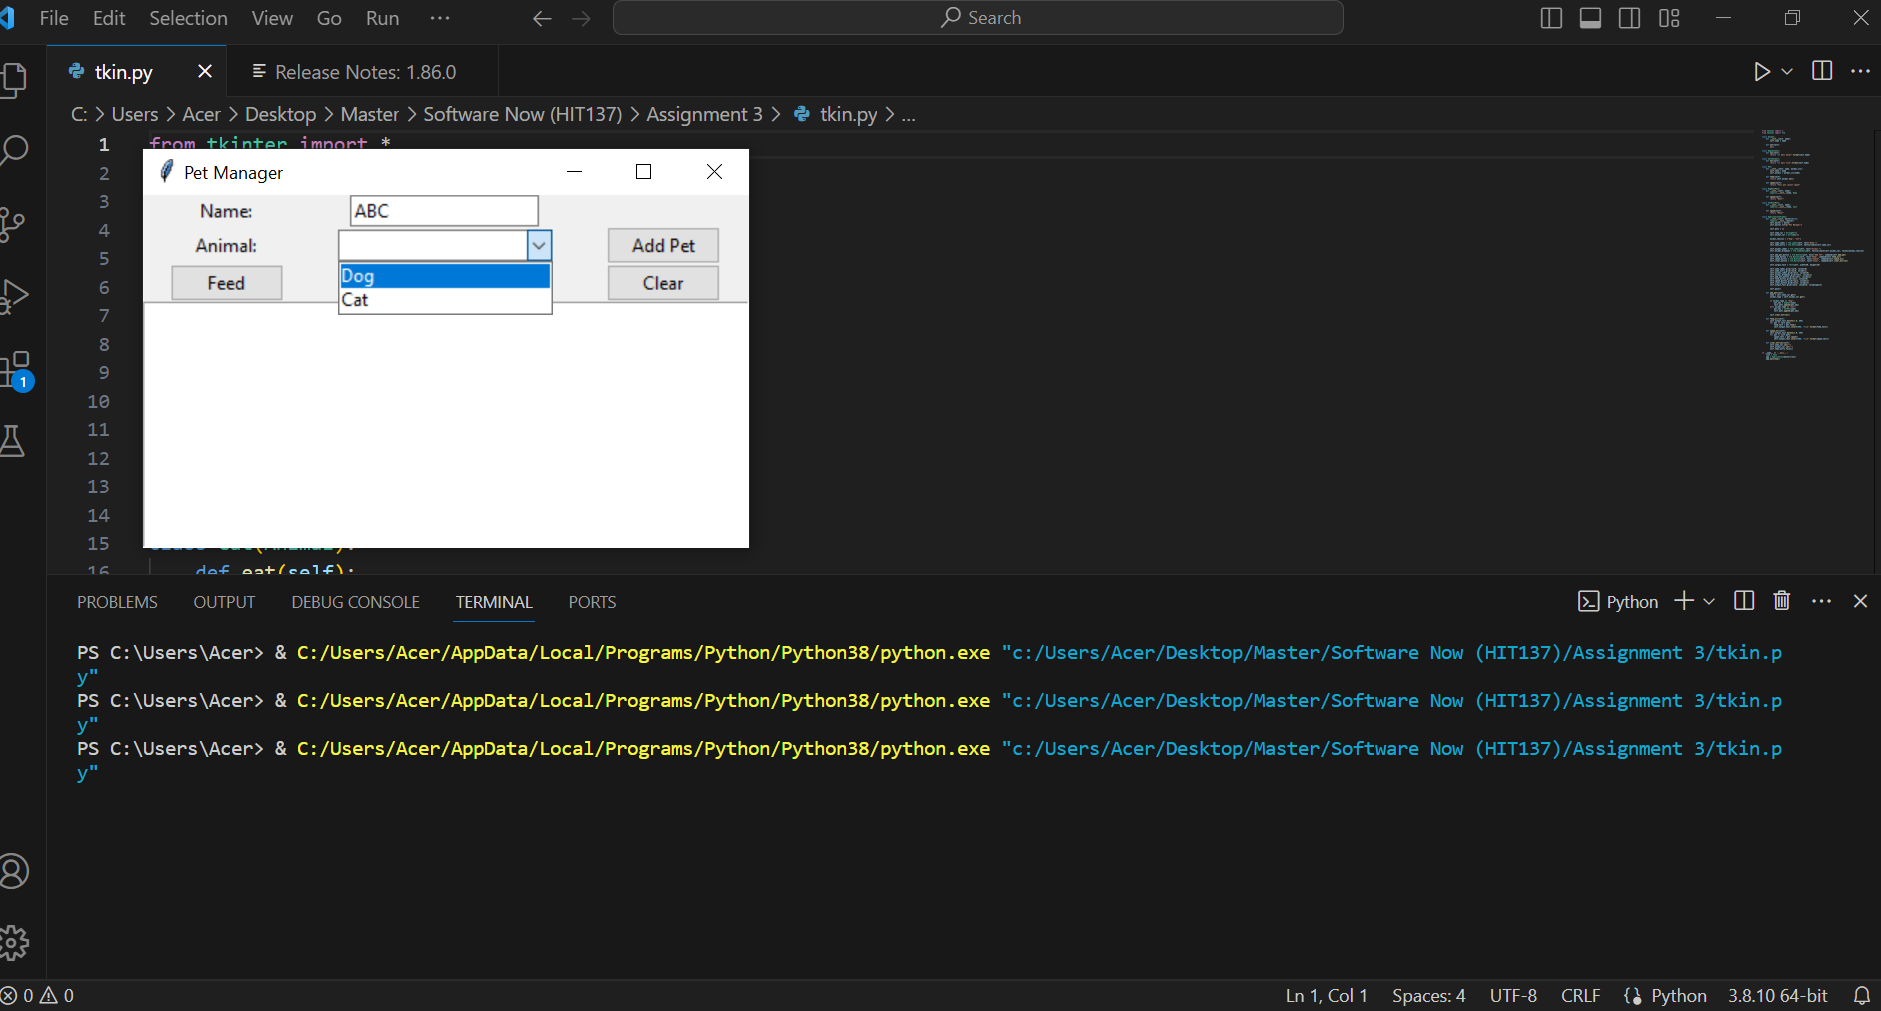 File Edit Selection View Go Run ··· Search
tkin.py Release Notes: 1.86.0
C: > Users > Acer > Desktop > Master > Software Now (HIT137) > Assignment 3 > tkin.py > ...
1 from tkinter import *
Pet Manager
2
3
4
5
6
7
8
9
10
11
12
13
14
15
16 def eat(self):
Name: ABC
Animal: Add Pet
Feed Dog Clear
Cat
1
PROBLEMS OUTPUT DEBUG CONSOLE TERMINAL PORTS Python
PS C:\Users\Acer> & C:/Users/Acer/AppData/Local/Programs/Python/Python38/python.exe "c:/Users/Acer/Desktop/Master/Software Now (HIT137)/Assignment 3/tkin.p
y"
PS C:\Users\Acer> & C:/Users/Acer/AppData/Local/Programs/Python/Python38/python.exe "c:/Users/Acer/Desktop/Master/Software Now (HIT137)/Assignment 3/tkin.p
y"
PS C:\Users\Acer> & C:/Users/Acer/AppData/Local/Programs/Python/Python38/python.exe "c:/Users/Acer/Desktop/Master/Software Now (HIT137)/Assignment 3/tkin.p
y"
0 0 Ln 1, Col 1 Spaces: 4 UTF-8 CRLF Python 3.8.10 64-bit